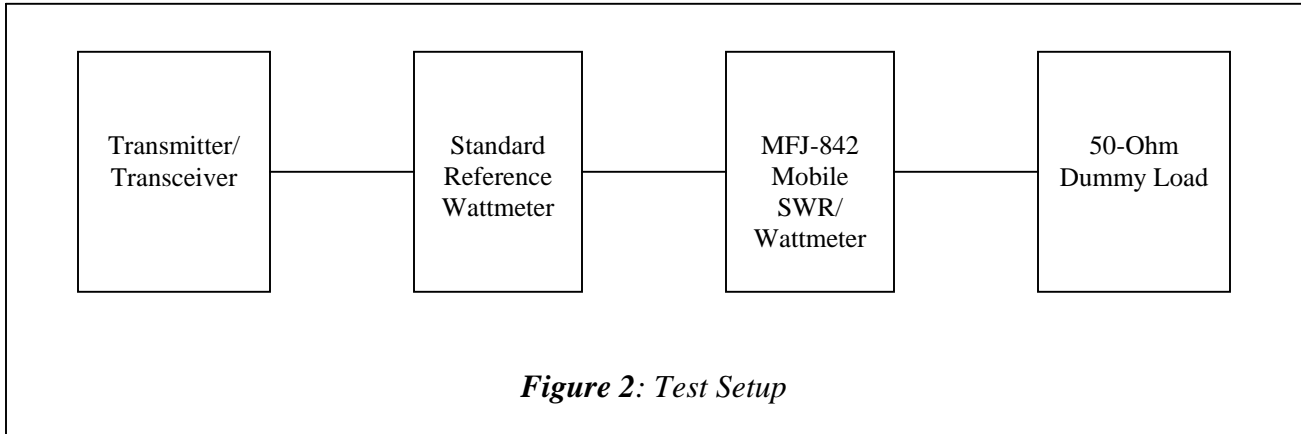 Transmitter/
Transceiver
Standard
Reference
Wattmeter
MFJ-842
Mobile
SWR/
Wattmeter
50-Ohm
Dummy Load
Figure 2: Test Setup